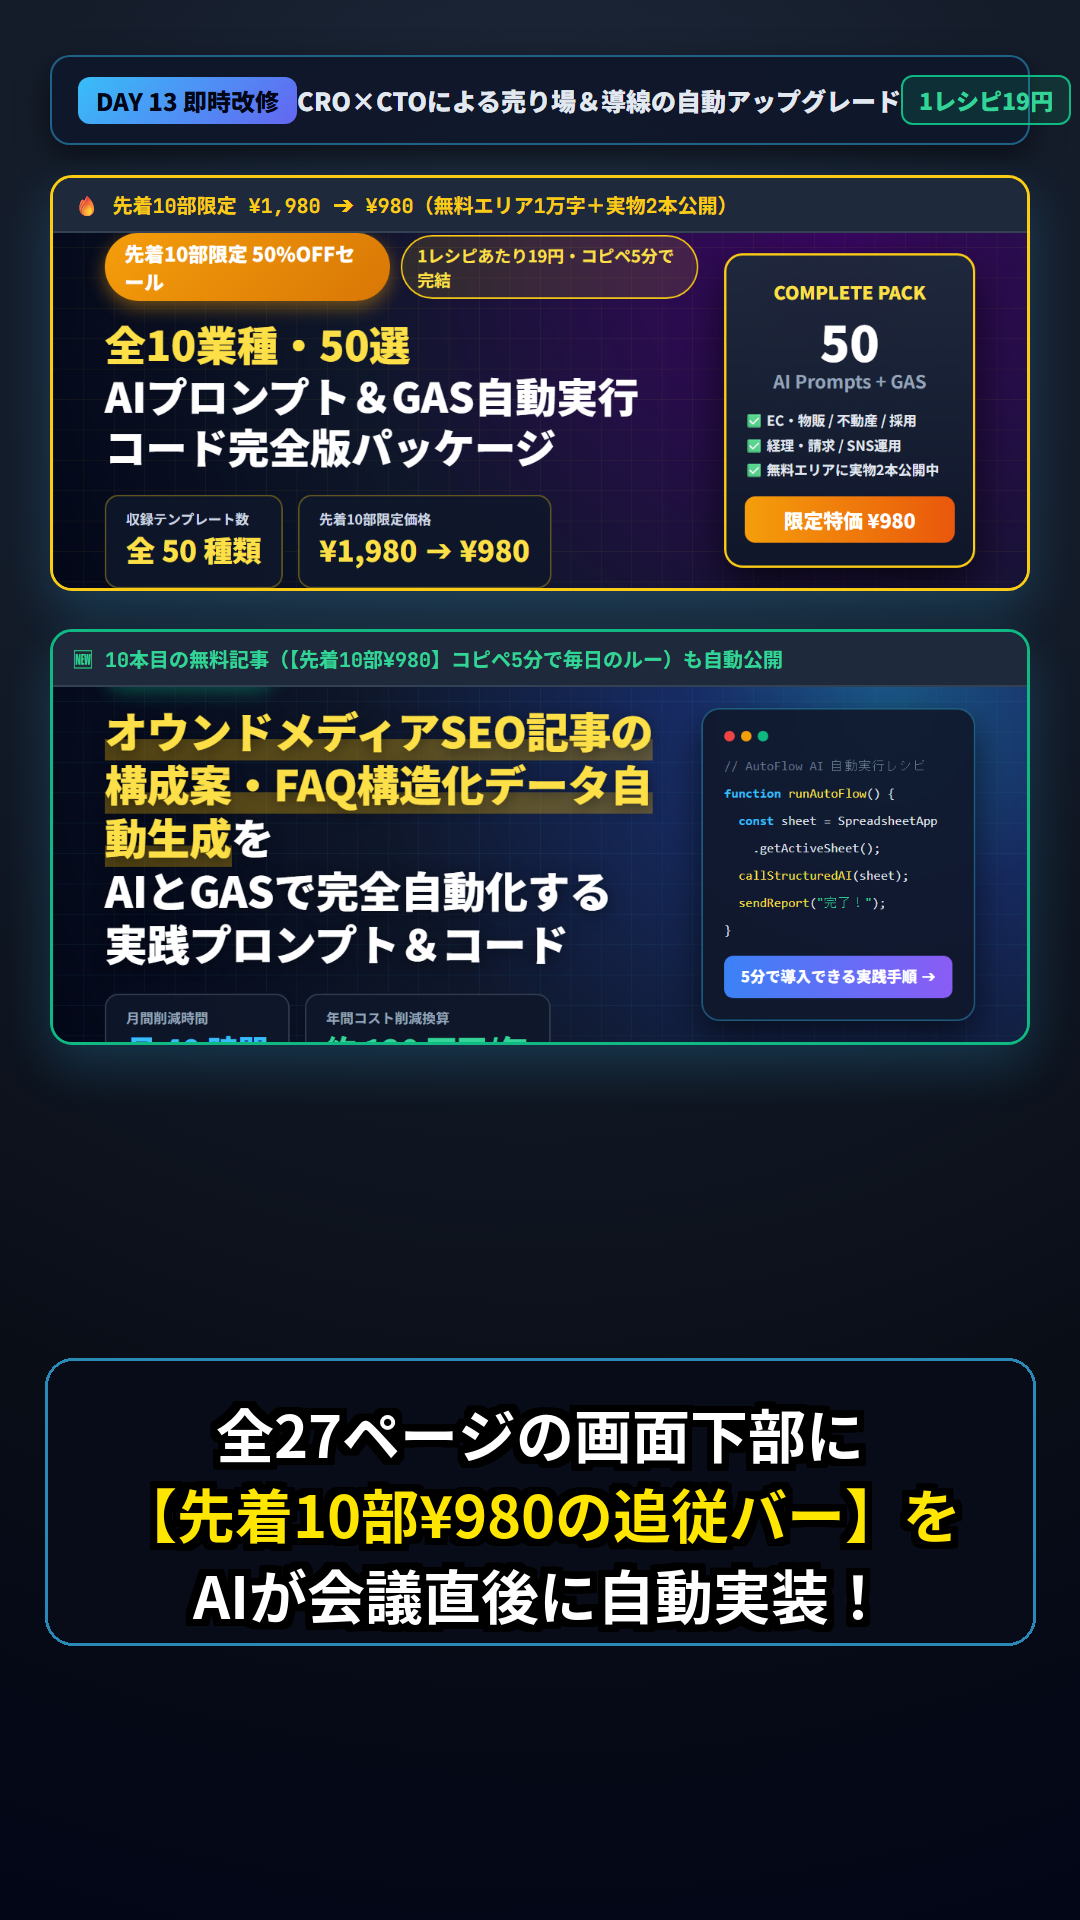 DAY 13 即時改修
CRO×CTOによる売り場＆導線の自動アップグレード
1レシピ19円
🔥 先着10部限定 ¥1,980 ➔ ¥980（無料エリア1万字＋実物2本公開）
先着10部限定 50%OFFセ
ール
1レシピあたり19円・コピペ5分で
完結
全10業種・50選
AIプロンプト＆GAS自動実行
コード完全版パッケージ
収録テンプレート数
全 50 種類
先着10部限定価格
¥1,980 → ¥980
COMPLETE PACK
50
AI Prompts + GAS
✅ EC・物販 / 不動産 / 採用
✅ 経理・請求 / SNS運用
✅ 無料エリアに実物2本公開中
限定特価 ¥980
🆕 10本目の無料記事（【先着10部¥980】コピペ5分で毎日のルー）も自動公開
オウンドメディアSEO記事の
構成案・FAQ構造化データ自
動生成を
AIとGASで完全自動化する
実践プロンプト＆コード
月間削減時間
年間コスト削減換算
// AutoFlow AI 自動実行レシピ
function runAutoFlow() {
const sheet = SpreadsheetApp
.getActiveSheet();
callStructuredAI(sheet);
sendReport("完了！");
}
5分で導入できる実践手順 →
全27ページの画面下部に
【先着10部¥980の追従バー】を
AIが会議直後に自動実装！